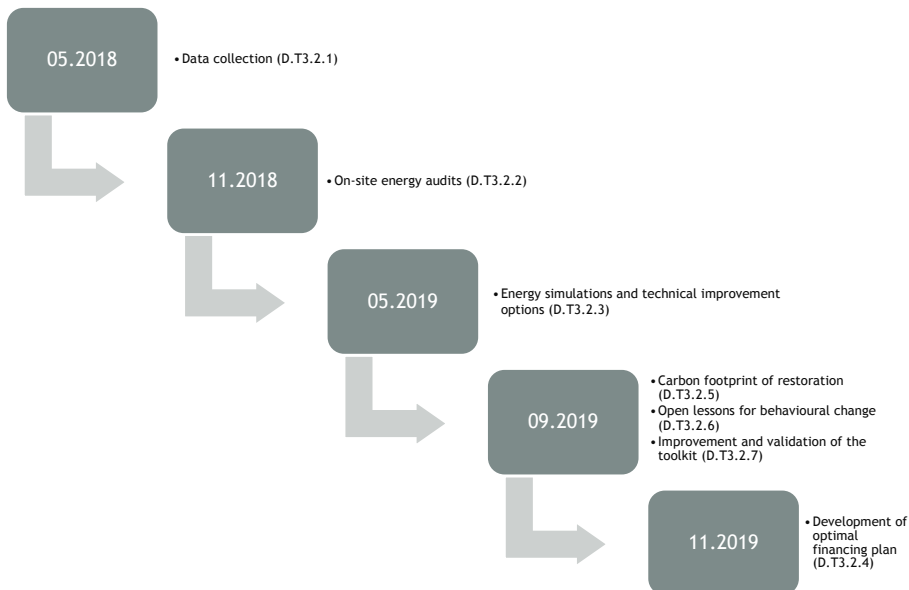 05.2018
• Data collection (D.T3.2.1)
11.2018
• On-site energy audits (D.T3.2.2)
05.2019
• Energy simulations and technical improvement
options (D.T3.2.3)
09.2019
• Carbon footprint of restoration
(D.T3.2.5)
• Open lessons for behavioural change
(D.T3.2.6)
• Improvement and validation of the
toolkit (D.T3.2.7)
11.2019
• Development of
optimal
financing plan
(D.T3.2.4)